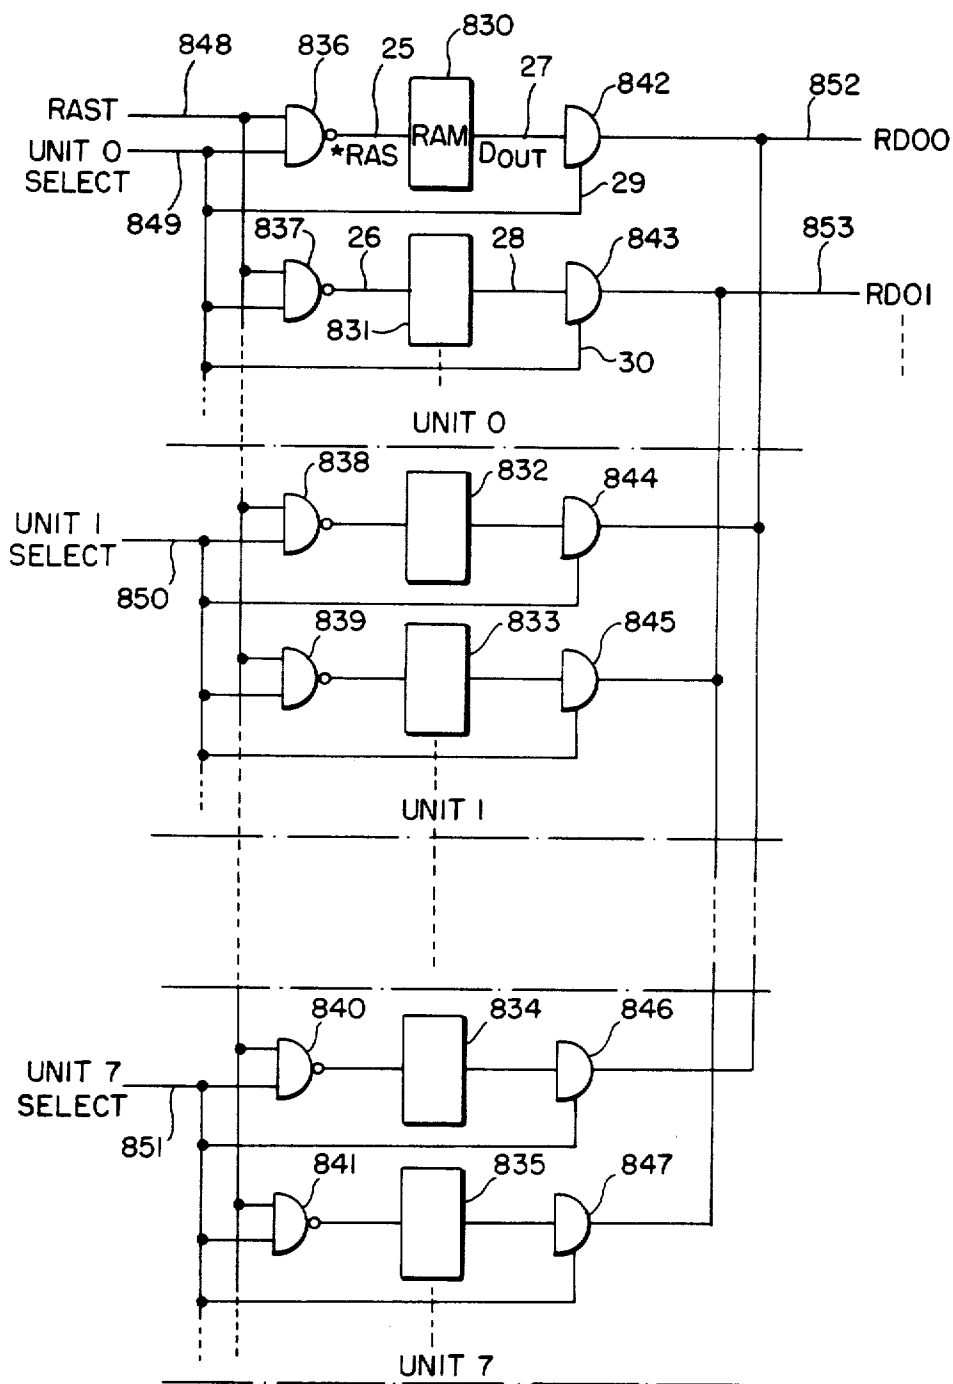 848
836
25
830
27
842
852
RAST
*RAS
RAM
DOUT
RD00
UNIT 0
SELECT
29
849
837
26
28
843
853
831
RD01
30
UNIT 0
838
832
844
UNIT 1
SELECT
850
839
833
845
UNIT 1
840
834
846
UNIT 7
SELECT
851
841
835
847
UNIT 7